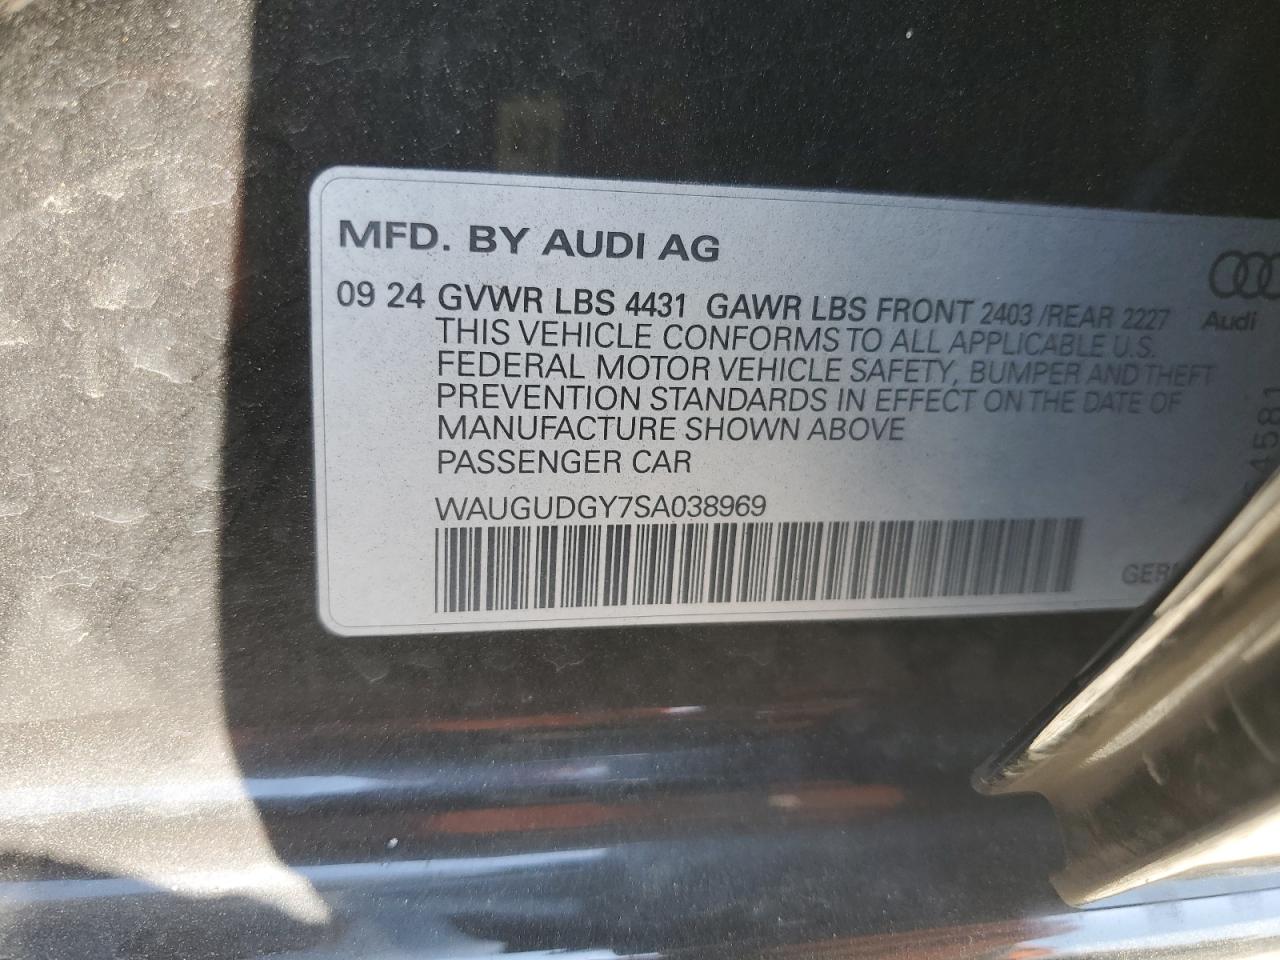 MFD. BY AUDI AG
09 24 GVWR LBS 4431 GAWR LBS FRONT 2403 /REAR 2227
THIS VEHICLE CONFORMS TO ALL APPLICABLE U.S.
FEDERAL MOTOR VEHICLE SAFETY, BUMPER AND THEFT
PREVENTION STANDARDS IN EFFECT ON THE DATE OF
MANUFACTURE SHOWN ABOVE
PASSENGER CAR
WAUGUDGY7SA038969
Audi